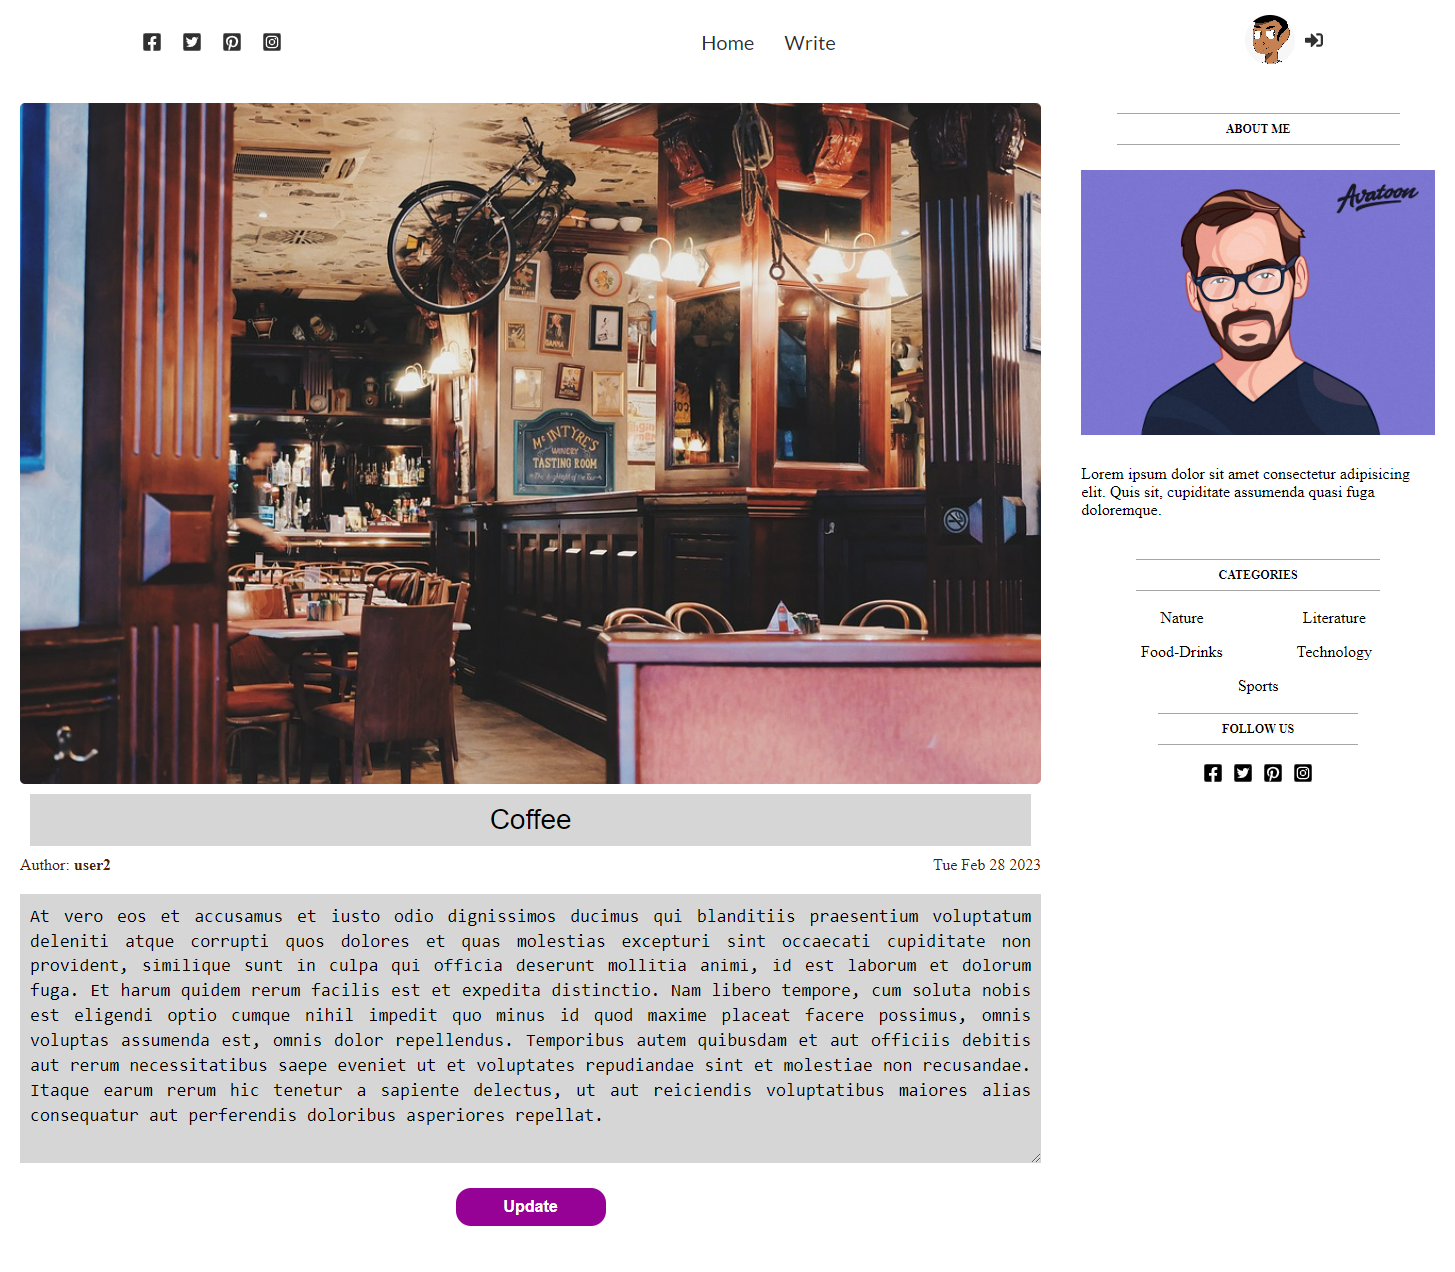 Home Write
ABOUT ME
Avatoon
McINTYRE'S
WINERY
TASTING ROOM
Lorem ipsum dolor sit amet consectetur adipisicing
elit. Quis sit, cupiditate assumenda quasi fuga
doloremque.
CATEGORIES
Nature Literature
Food-Drinks Technology
Sports
FOLLOW US
Coffee
Author: user2 Tue Feb 28 2023
At vero eos et accusamus et iusto odio dignissimos ducimus qui blanditiis praesentium voluptatum
deleniti atque corrupti quos dolores et quas molestias excepturi sint occaecati cupiditate non
provident, similique sunt in culpa qui officia deserunt mollitia animi, id est laborum et dolorum
fuga. Et harum quidem rerum facilis est et expedita distinctio. Nam libero tempore, cum soluta nobis
est eligendi optio cumque nihil impedit quo minus id quod maxime placeat facere possimus, omnis
voluptas assumenda est, omnis dolor repellendus. Temporibus autem quibusdam et aut officiis debitis
aut rerum necessitatibus saepe eveniet ut et voluptates repudiandae sint et molestiae non recusandae.
Itaque earum rerum hic tenetur a sapiente delectus, ut aut reiciendis voluptatibus maiores alias
consequatur aut perferendis doloribus asperiores repellat.
Update